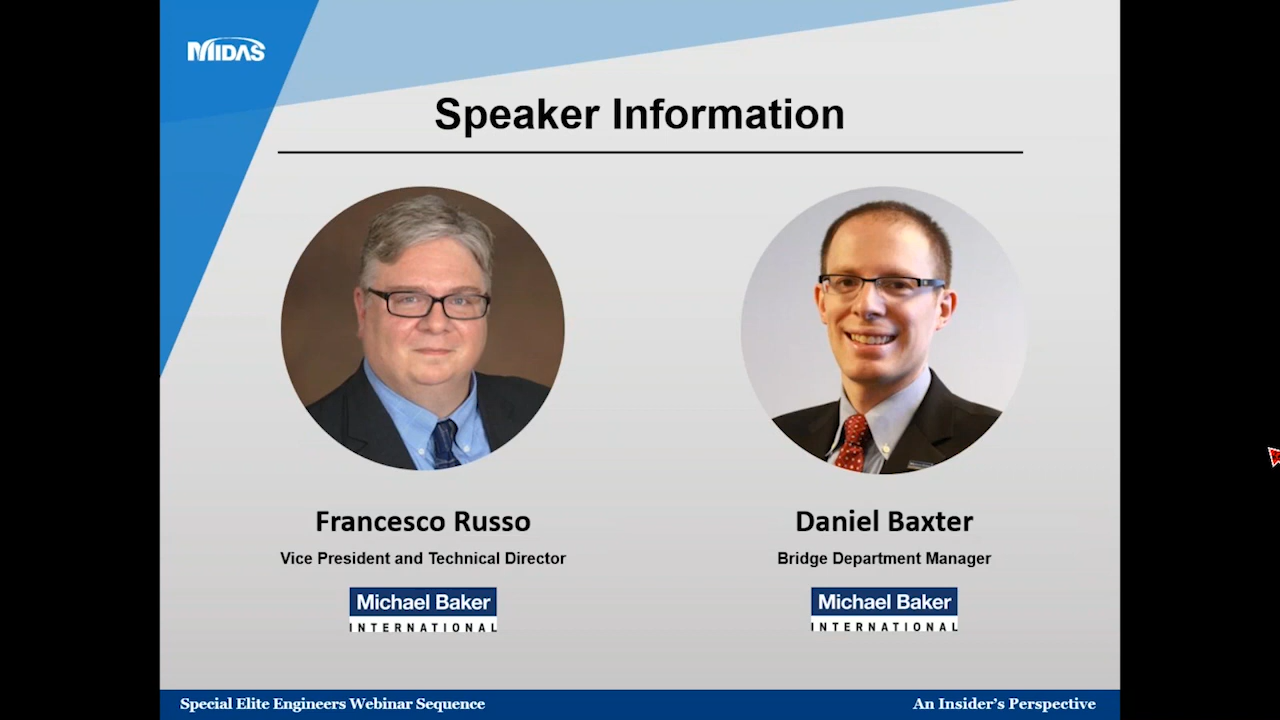 MIDAS
Speaker Information
Francesco Russo
Vice President and Technical Director
Michael Baker
INTERNATIONAL
Daniel Baxter
Bridge Department Manager
Michael Baker
INTERNATIONAL
Special Elite Engineers Webinar Sequence
An Insider's Perspective